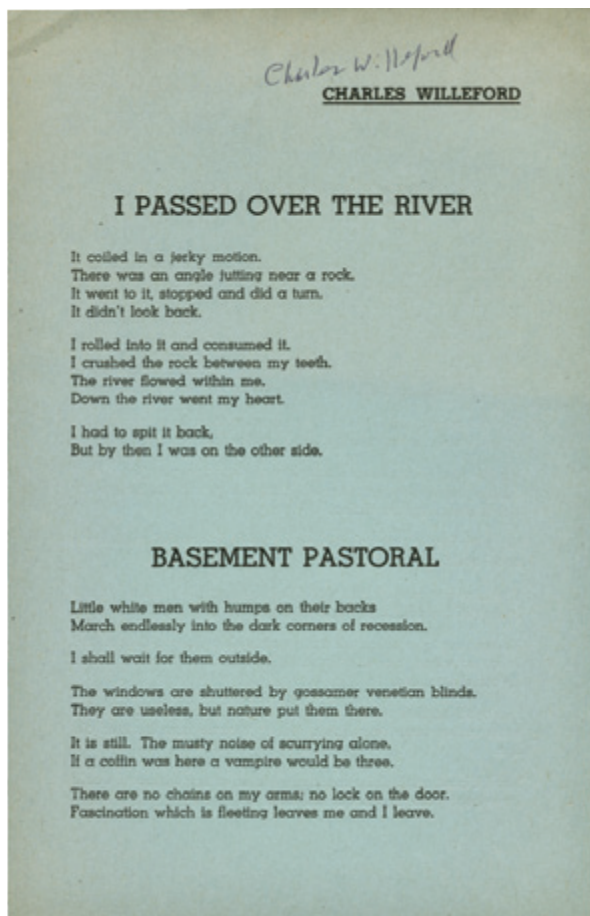 Charles Willeford
CHARLES WILLEFORD
I PASSED OVER THE RIVER
It coiled in a jerky motion.
There was an angle jutting near a rock.
It went to it, stopped and did a turn.
It didn't look back.
I rolled into it and consumed it.
I crushed the rock between my teeth.
The river flowed within me.
Down the river went my heart.
I had to spit it back,
But by then I was on the other side.
BASEMENT PASTORAL
Little white men with humps on their backs
March endlessly into the dark corners of recession.
I shall wait for them outside.
The windows are shuttered by gossamer venetian blinds.
They are useless, but nature put them there.
It is still. The musty noise of scurrying alone.
If a coffin was here a vampire would be three.
There are no chains on my arms; no lock on the door.
Fascination which is fleeting leaves me and I leave.